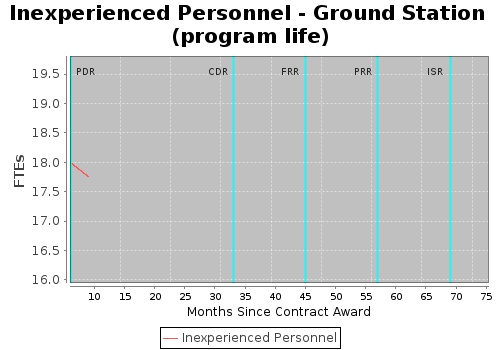 Inexperienced Personnel - Ground Station
(program life)
PDR CDR FRR PRR ISR
19.5
19.0
18.5
18.0
17.5
17.0
16.5
16.0
FTEs
10 15 20 25 30 35 40 45 50 55 60 65 70 75
Months Since Contract Award
Inexperienced Personnel